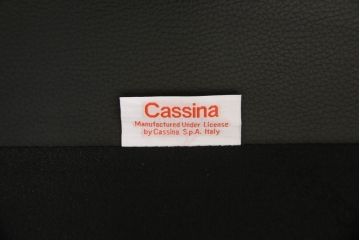 Cassina
Manufactured Under License
by Cassina S.p.A. Italy